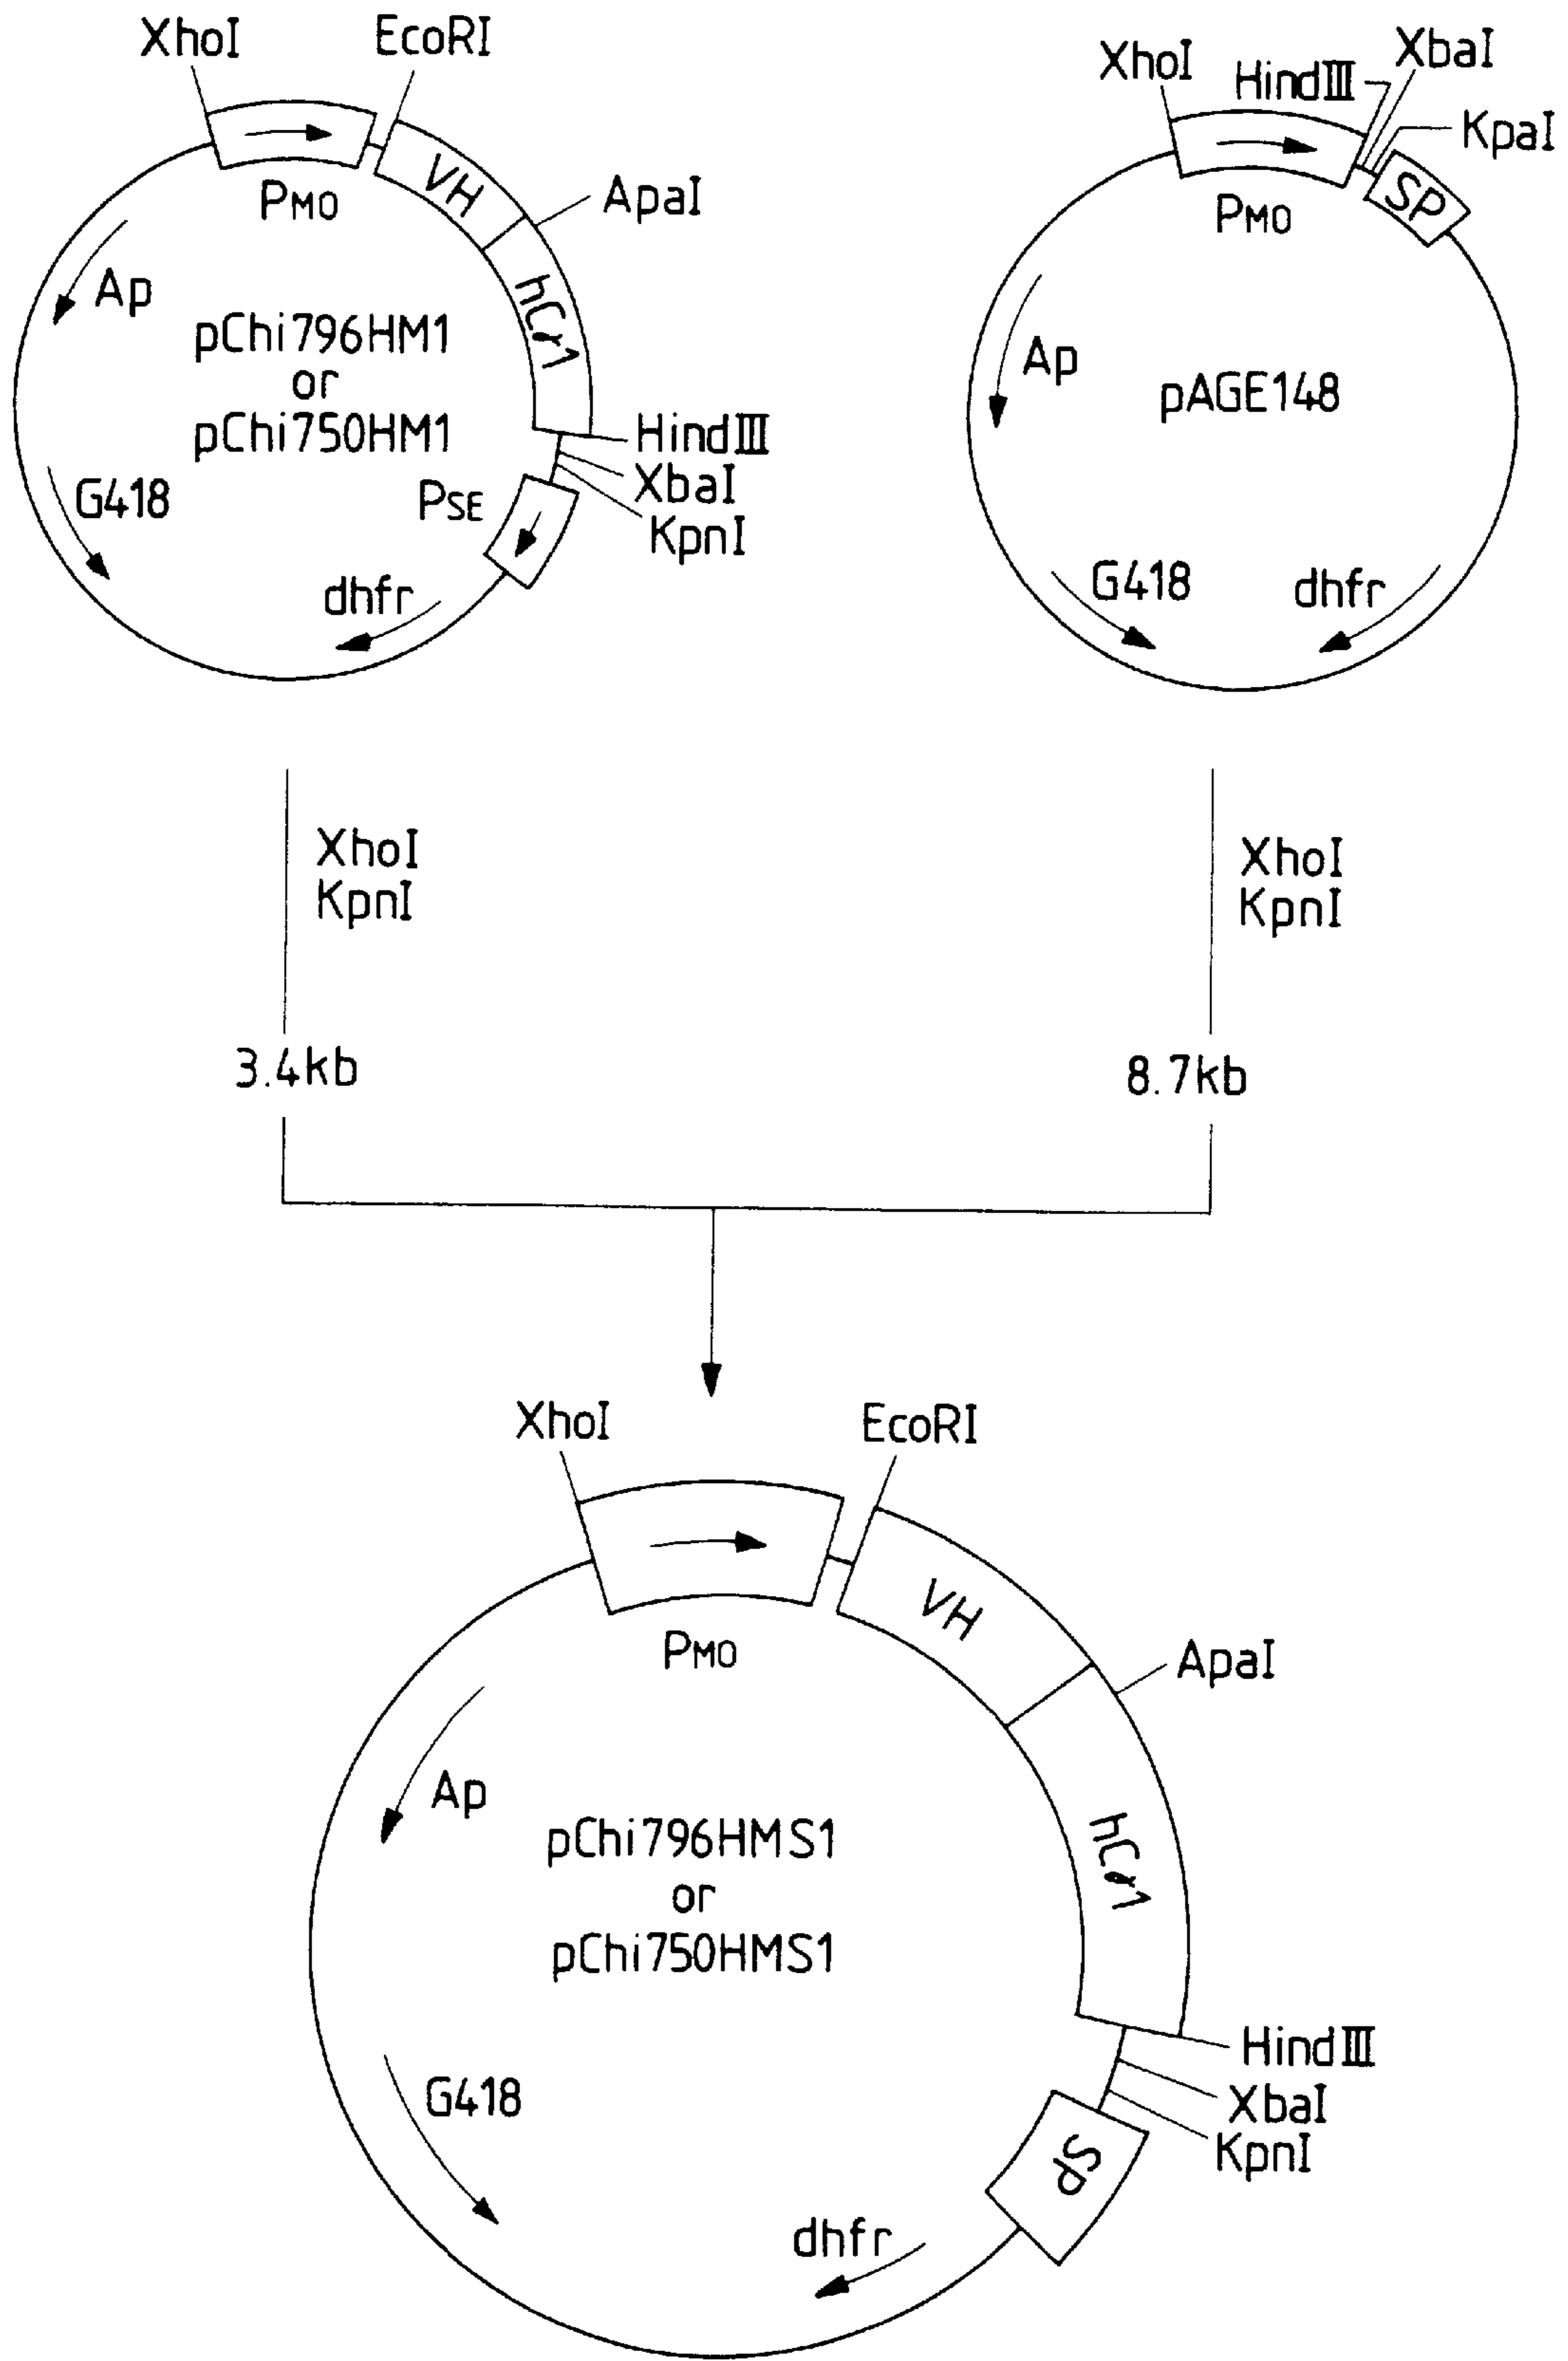 XhoI
EcoRI
VH
ApaI
PMO
hCγ1
Ap
pChi796HM1
or
pChi750HM1
HindIII
XbaI
KpnI
PSE
G418
dhfr
XhoI
HindIII
XbaI
KpaI
SP
PMO
Ap
pAGE148
G418
dhfr
XhoI
KpnI
3.4kb
XhoI
KpnI
8.7kb
XhoI
EcoRI
VH
PMO
ApaI
Ap
hCγ1
pChi796HMS1
or
pChi750HMS1
HindIII
XbaI
KpnI
G418
SP
dhfr